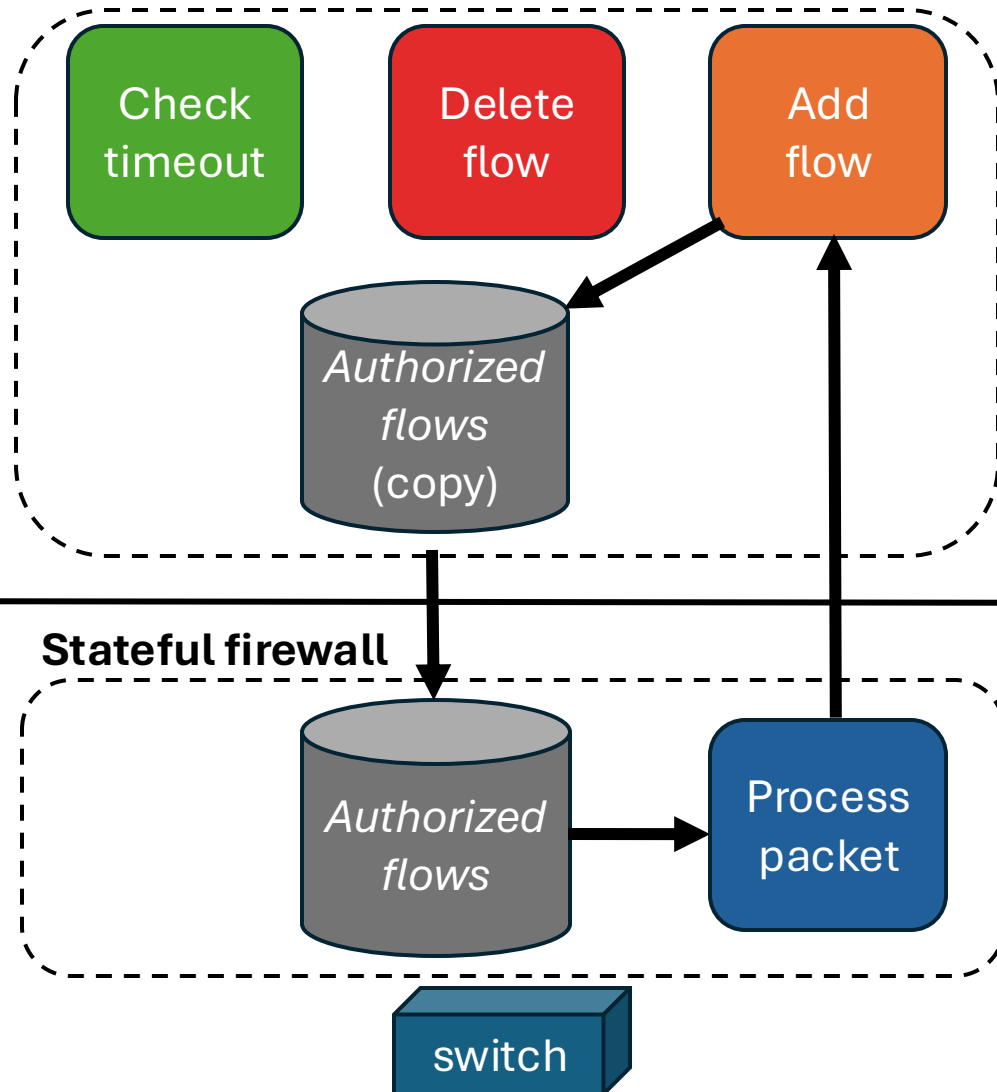 Check
timeout
Delete
flow
Add
flow
Authorized
flows
(copy)
Stateful firewall
Authorized
flows
Process
packet
switch